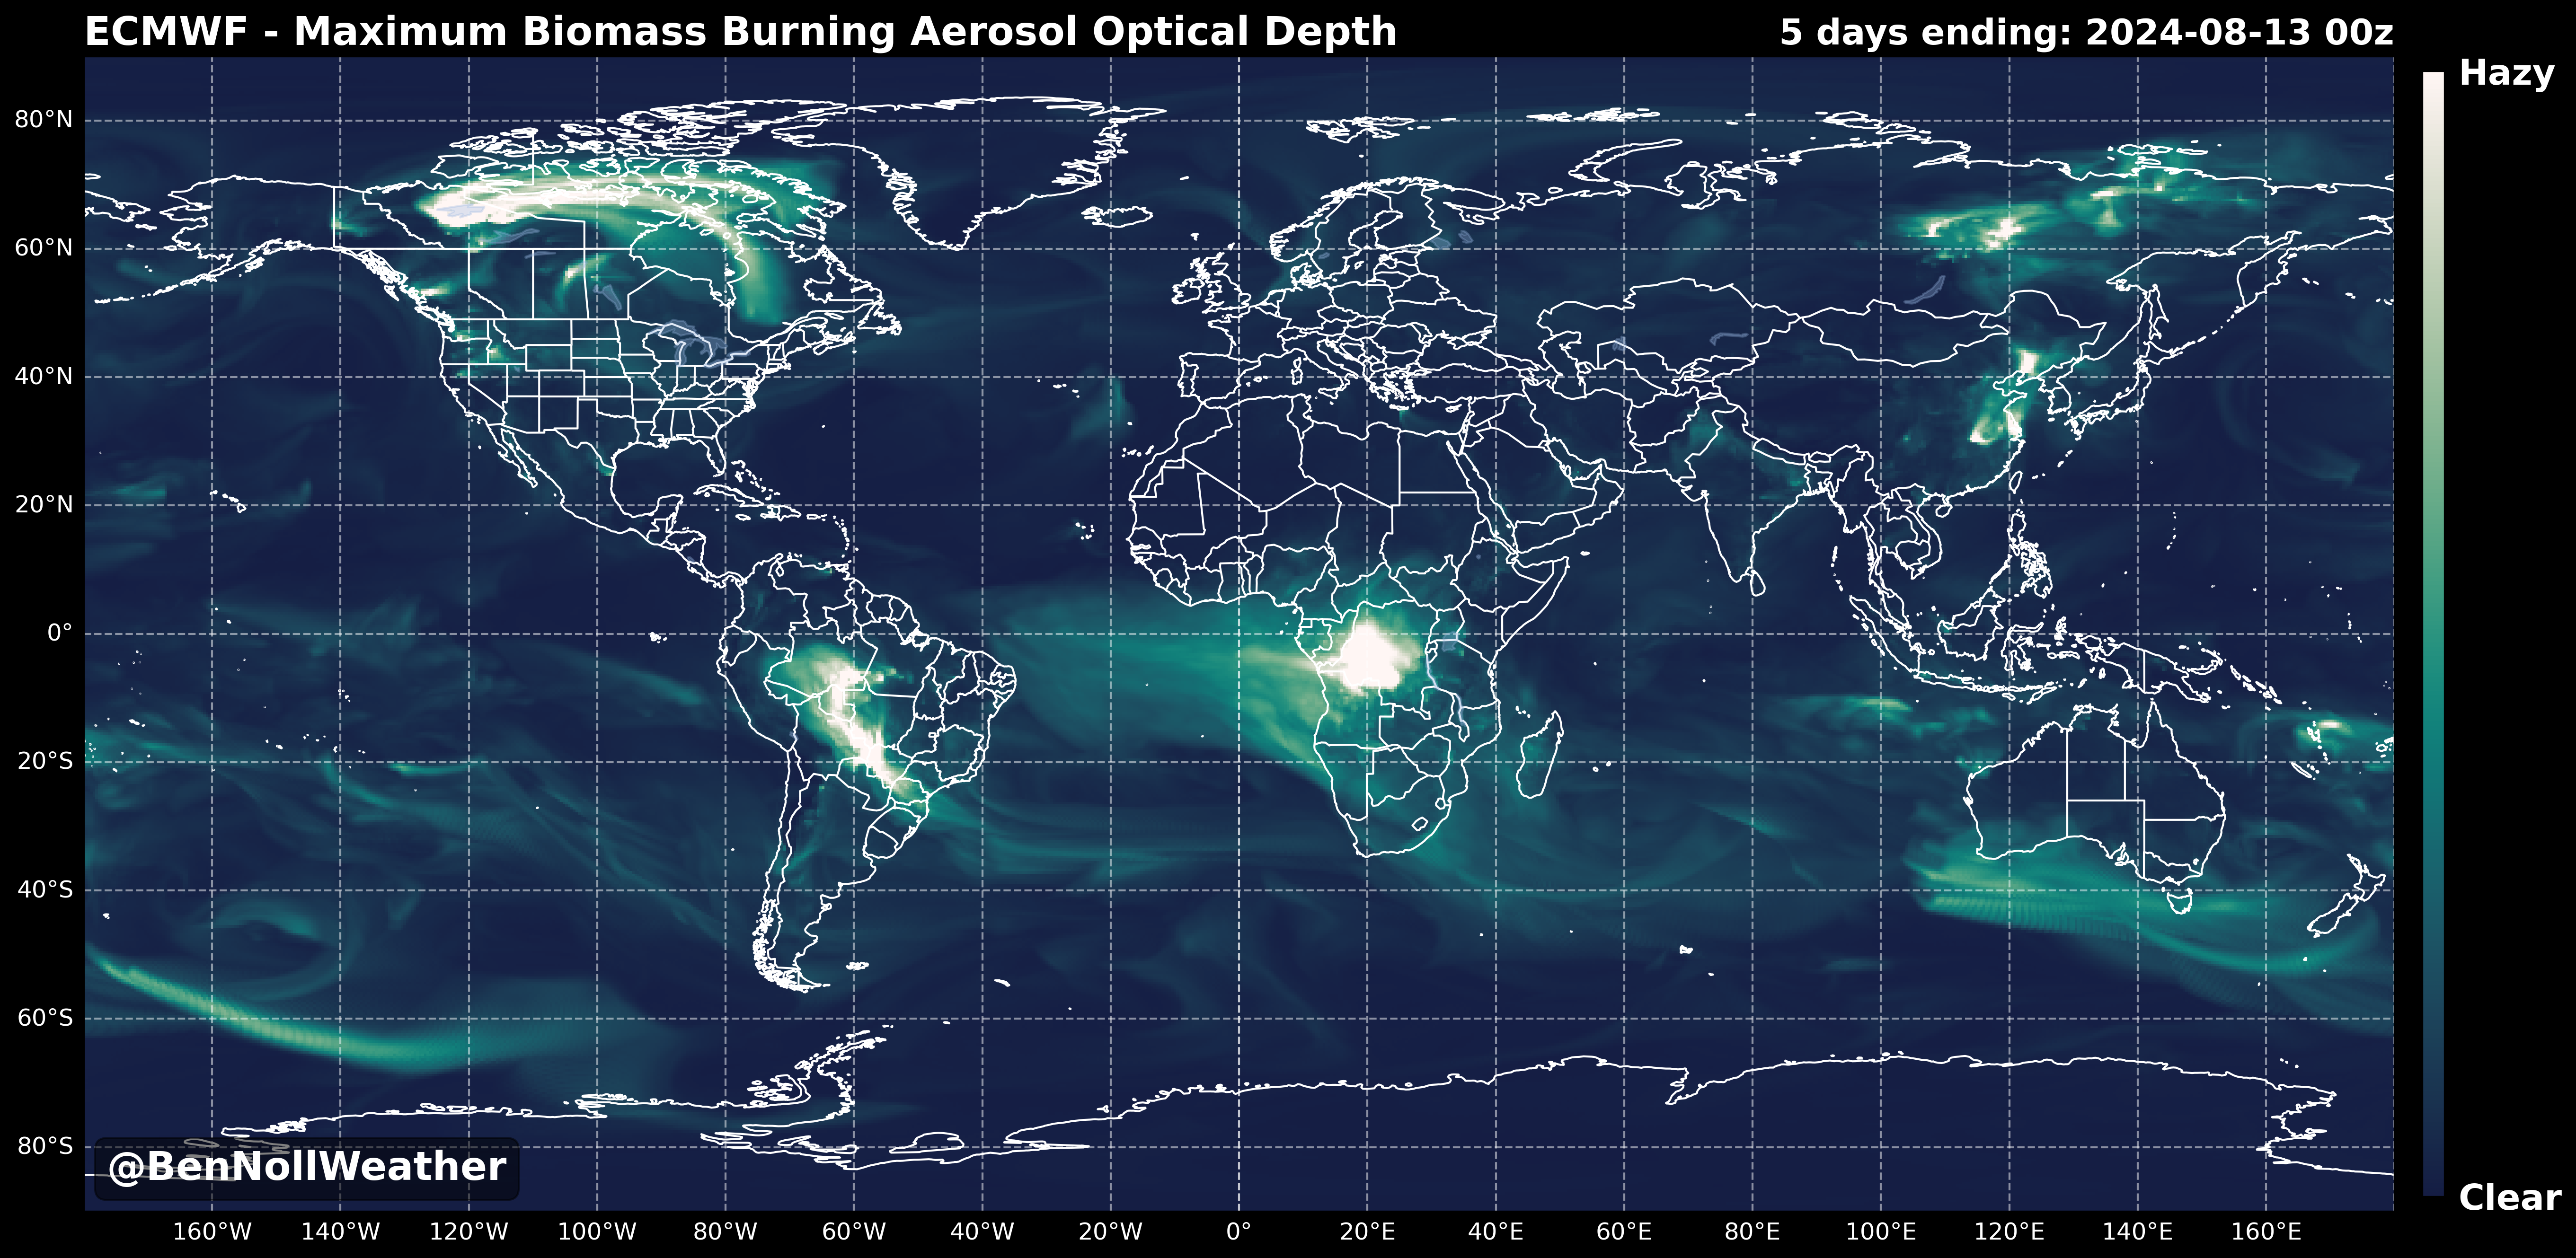 ECMWF - Maximum Biomass Burning Aerosol Optical Depth
5 days ending: 2024-08-13 00z
Hazy
80°N
60°N
40°N
20°N
0°
20°S
40°S
60°S
80°S
Clear
@BenNollWeather
160°W 140°W 120°W 100°W 80°W 60°W 40°W 20°W 0° 20°E 40°E 60°E 80°E 100°E 120°E 140°E 160°E